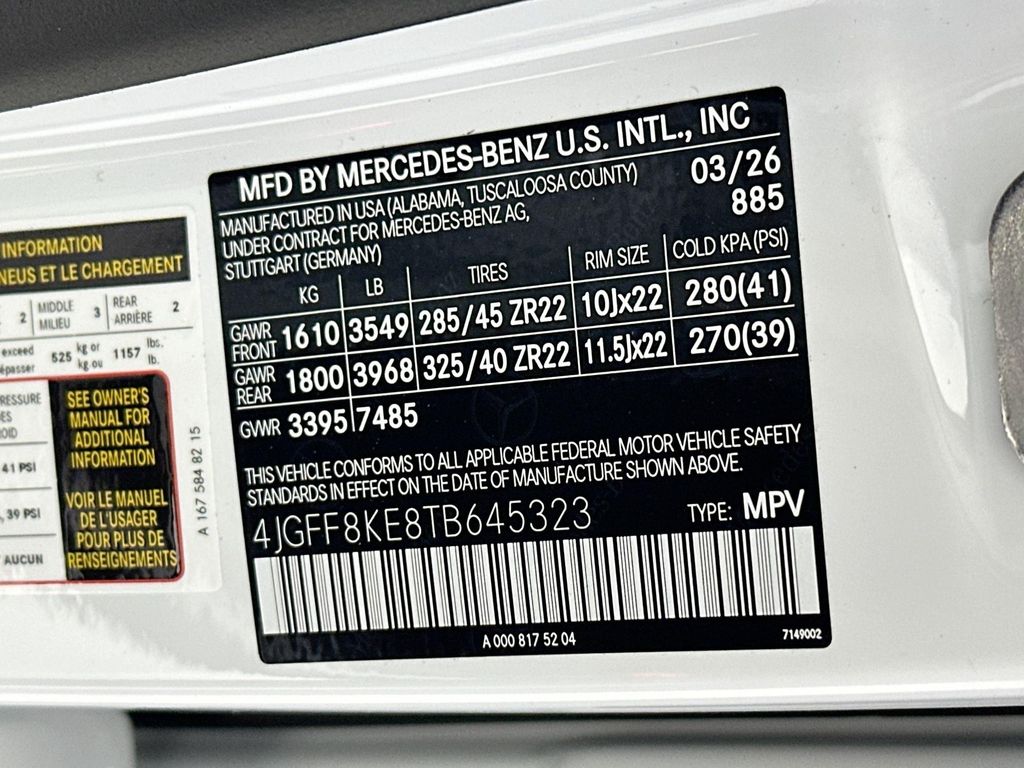 INFORMATION
NEUS ET LE CHARGEMENT
2 MIDDLE MILIEU 3 REAR ARRIÈRE 2
exceed 525 kg or kg ou 1157 lbs. lb.
RESSURE
41 PSI
, 39 PSI
AUCUN
SEE OWNER'S
MANUAL FOR
ADDITIONAL
INFORMATION
VOIR LE MANUEL
DE L'USAGER
POUR PLUS DE
RENSEIGNEMENTS
A 167 584 82 15
MFD BY MERCEDES-BENZ U.S. INTL., INC
MANUFACTURED IN USA (ALABAMA, TUSCALOOSA COUNTY) 03/26
UNDER CONTRACT FOR MERCEDES-BENZ AG, 885
STUTTGART (GERMANY)
KG LB TIRES RIM SIZE COLD KPA(PSI)
GAWR FRONT 1610 3549 285/45 ZR22 10Jx22 280(41)
GAWR REAR 1800 3968 325/40 ZR22 11.5Jx22 270(39)
GVWR 3395 7485
THIS VEHICLE CONFORMS TO ALL APPLICABLE FEDERAL MOTOR VEHICLE SAFETY
STANDARDS IN EFFECT ON THE DATE OF MANUFACTURE SHOWN ABOVE.
4JGFF8KE8TB645323 TYPE: MPV
A 000 817 52 04 7149002